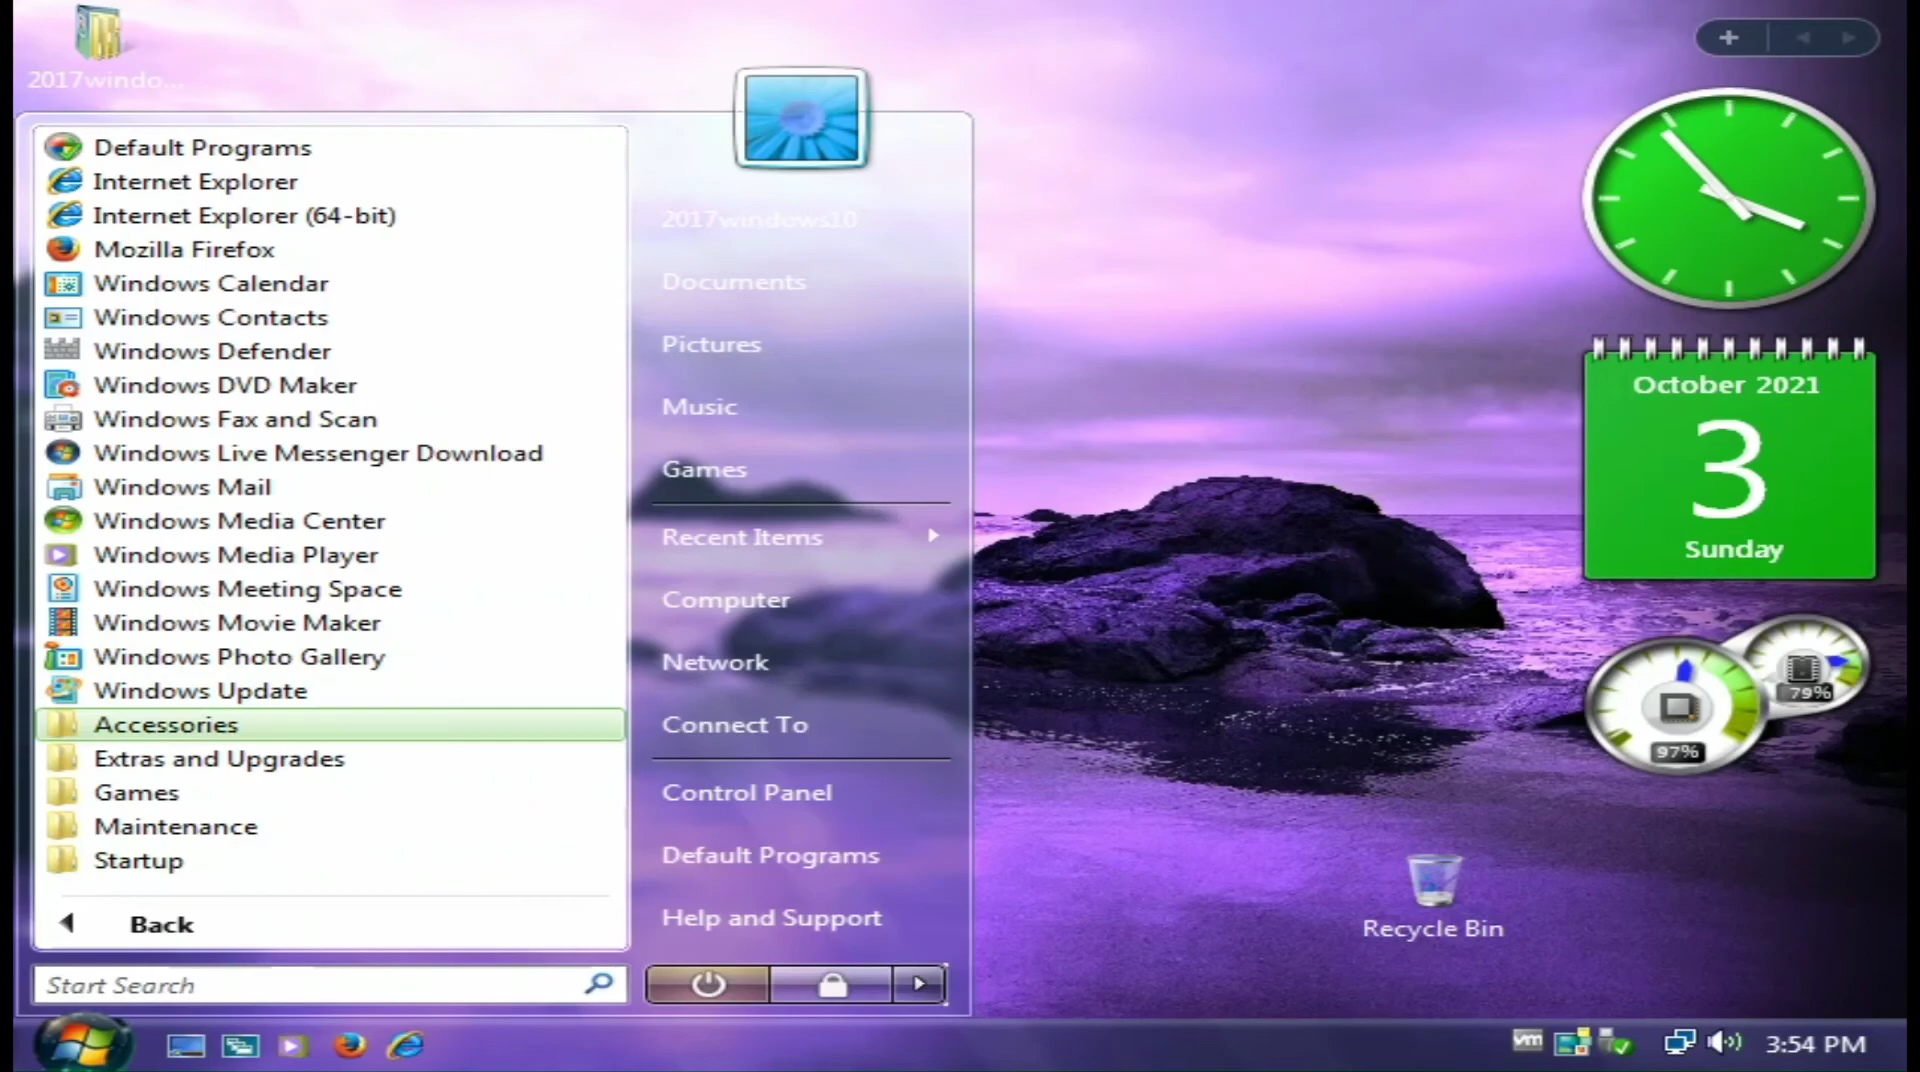 2017windo...
Default Programs
Internet Explorer
Internet Explorer (64-bit)
Mozilla Firefox
Windows Calendar
Windows Contacts
Windows Defender
Windows DVD Maker
Windows Fax and Scan
Windows Live Messenger Download
Windows Mail
Windows Media Center
Windows Media Player
Windows Meeting Space
Windows Movie Maker
Windows Photo Gallery
Windows Update
Accessories
Extras and Upgrades
Games
Maintenance
Startup
Back
Start Search
2017windows10
Documents
Pictures
Music
Games
Recent Items
Computer
Network
Connect To
Control Panel
Default Programs
Help and Support
October 2021
3
Sunday
79%
97%
Recycle Bin
vm
3:54 PM